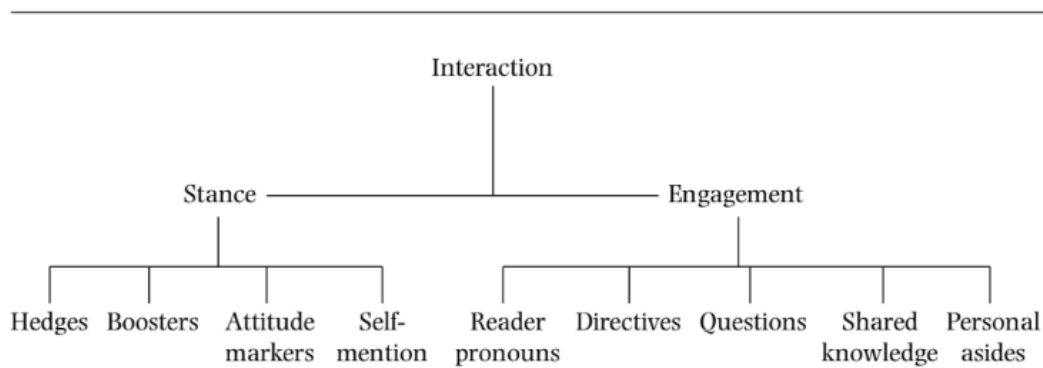 Interaction
Stance Engagement
Hedges Boosters Attitude Self- Reader Directives Questions Shared Personal
markers mention pronouns knowledge asides